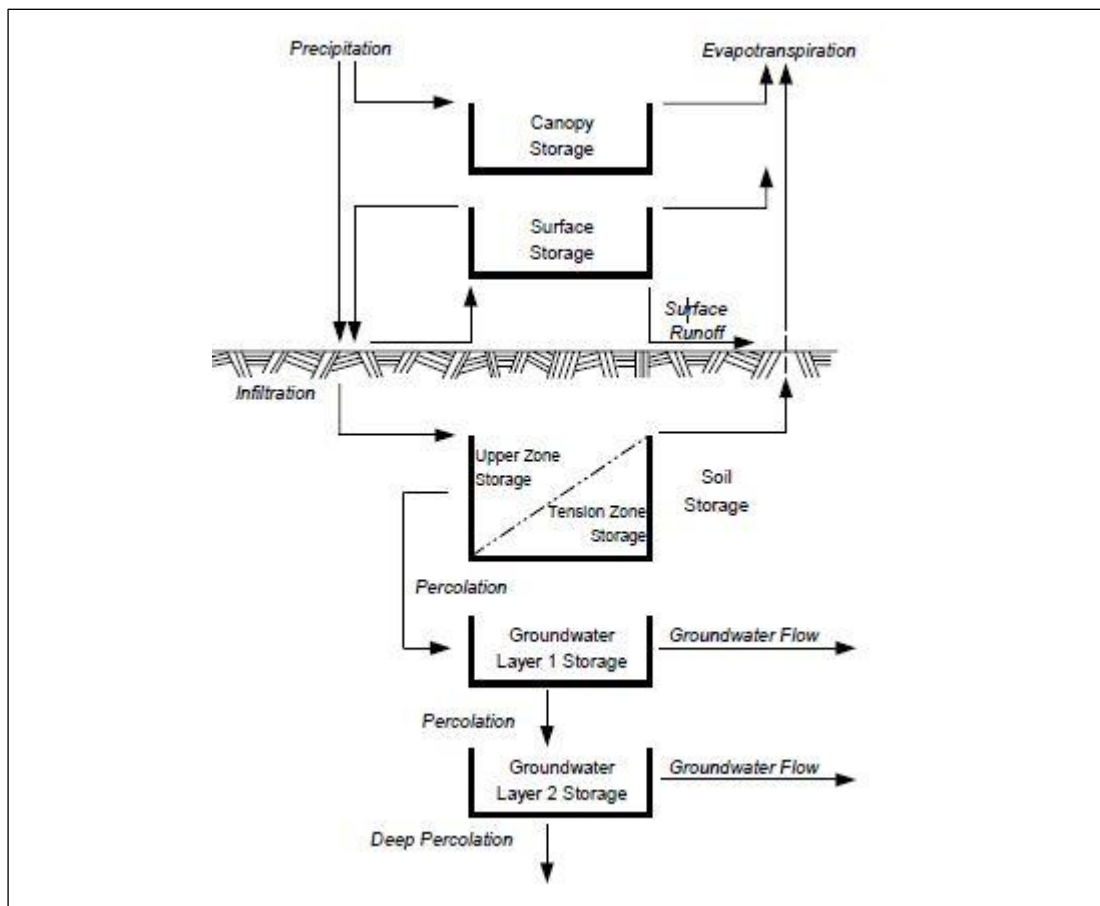 Precipitation
Evapotranspiration
Canopy
Storage
Surface
Storage
Surface
Runoff
Infiltration
Upper Zone
Storage
Tension Zone
Storage
Soil
Storage
Percolation
Groundwater
Layer 1 Storage
Groundwater Flow
Percolation
Groundwater
Layer 2 Storage
Groundwater Flow
Deep Percolation